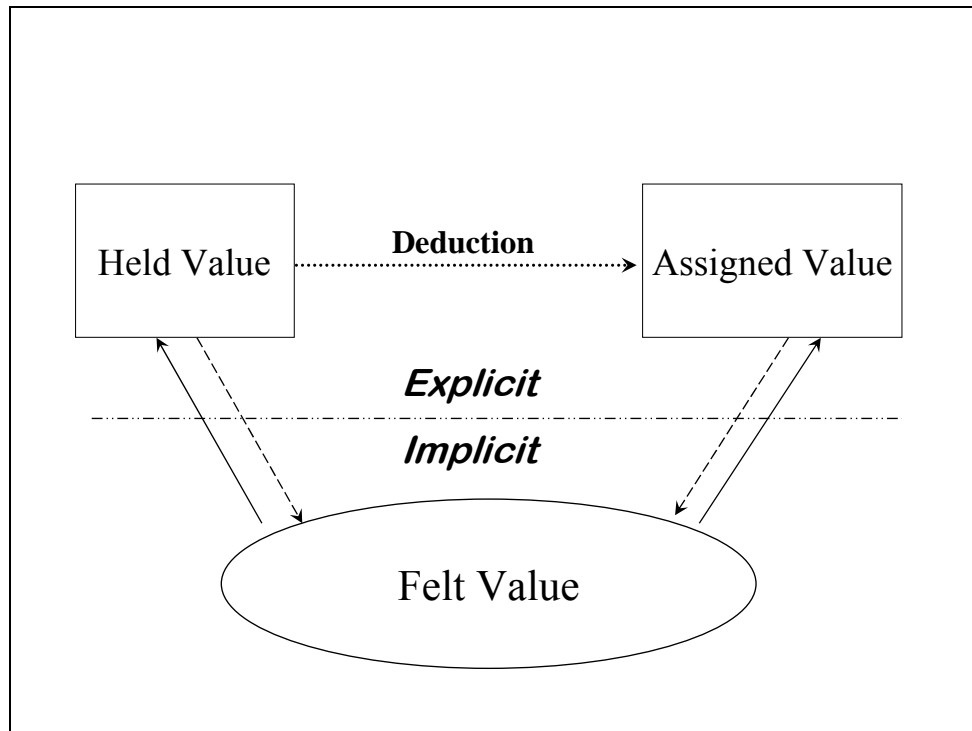 Deduction
Held Value
Assigned Value
Explicit
Implicit
Felt Value